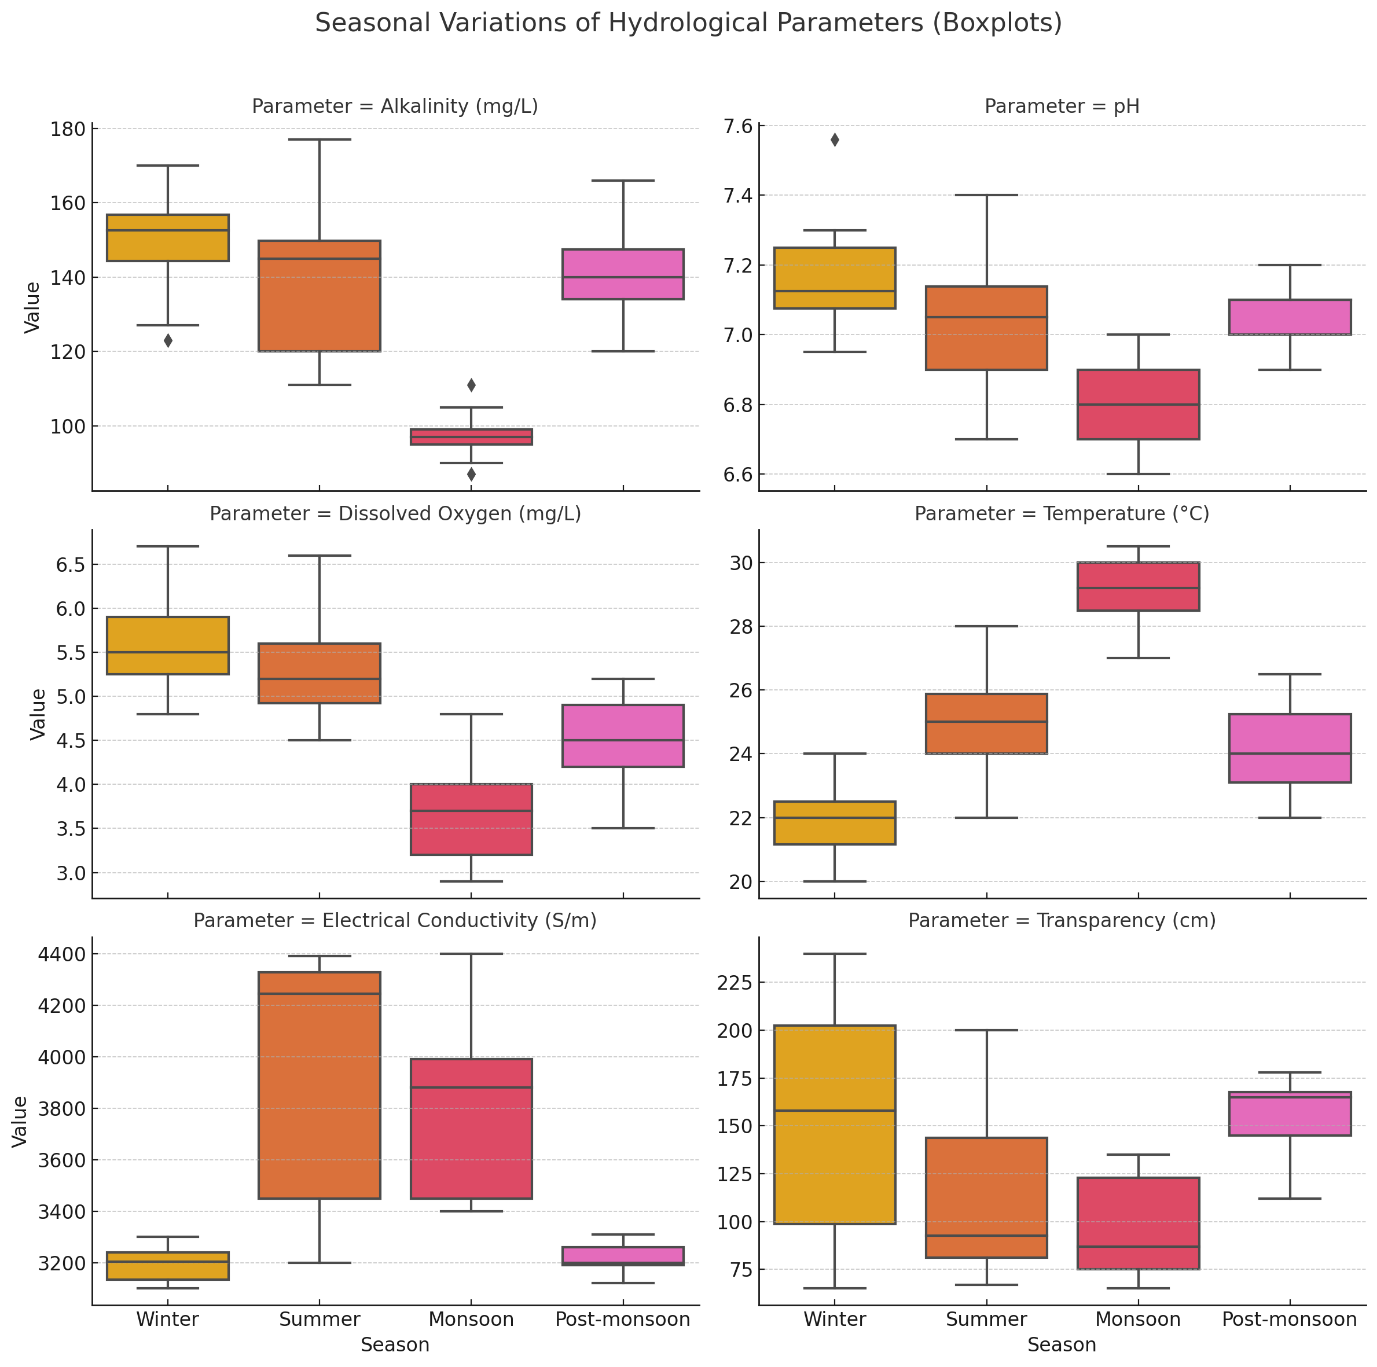 Seasonal Variations of Hydrological Parameters (Boxplots)
Parameter = Alkalinity (mg/L)
180
160
140
120
100
Value
Parameter = pH
7.6
7.4
7.2
7.0
6.8
6.6
Parameter = Dissolved Oxygen (mg/L)
6.5
6.0
5.5
5.0
4.5
4.0
3.5
3.0
Value
Parameter = Temperature (°C)
30
28
26
24
22
20
Parameter = Electrical Conductivity (S/m)
4400
4200
4000
3800
3600
3400
3200
Value
Winter Summer Monsoon Post-monsoon
Season
Parameter = Transparency (cm)
225
200
175
150
125
100
75
Winter Summer Monsoon Post-monsoon
Season